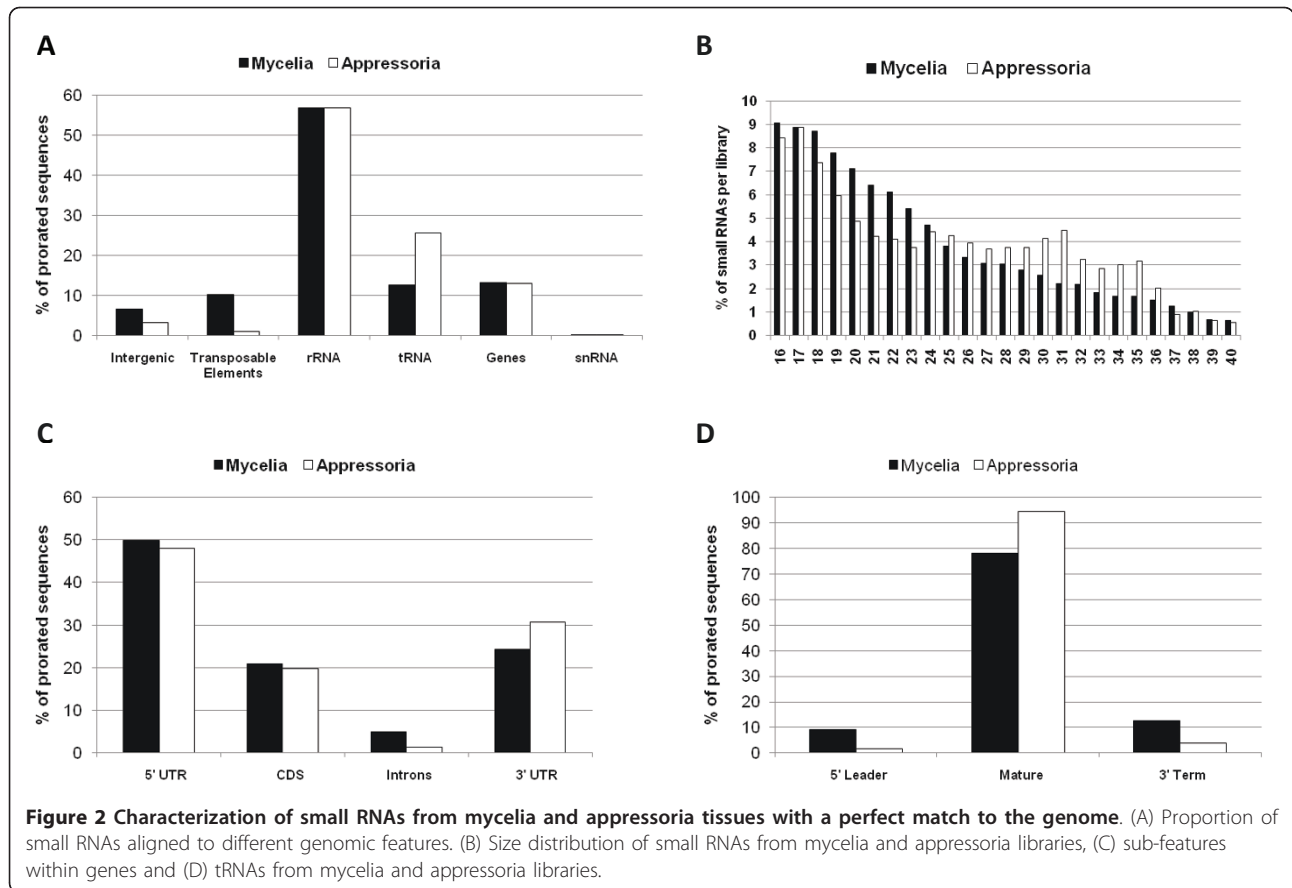 A
Mycelia Appressoria
% of prorated sequences
60
50
40
30
20
10
0
Intergenic Transposable Elements rRNA tRNA Genes snRNA
B
Mycelia Appressoria
% of small RNAs per library
10
9
8
7
6
5
4
3
2
1
0
16 17 18 19 20 21 22 23 24 25 26 27 28 29 30 31 32 33 34 35 36 37 38 39 40
C
Mycelia Appressoria
% of prorated sequences
60
50
40
30
20
10
0
5' UTR CDS Introns 3' UTR
D
Mycelia Appressoria
% of prorated sequences
100
90
80
70
60
50
40
30
20
10
0
5' Leader Mature 3' Term
Figure 2 Characterization of small RNAs from mycelia and appressoria tissues with a perfect match to the genome. (A) Proportion of
small RNAs aligned to different genomic features. (B) Size distribution of small RNAs from mycelia and appressoria libraries, (C) sub-features
within genes and (D) tRNAs from mycelia and appressoria libraries.